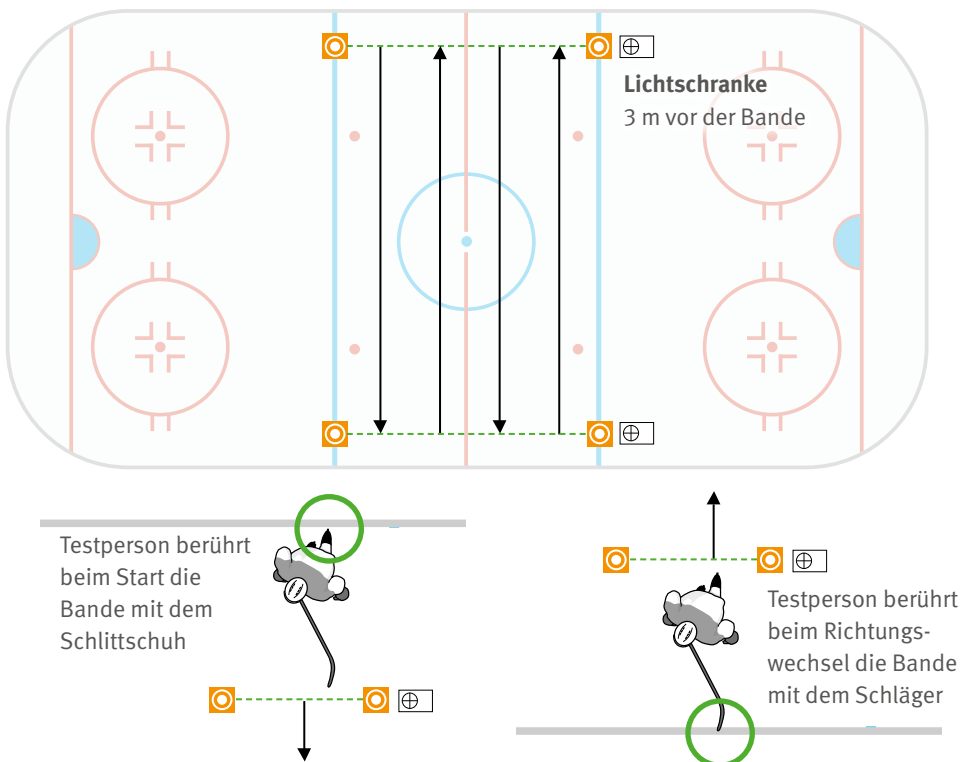 Lichtschranke
3 m vor der Bande
Testperson berührt
beim Start die
Bande mit dem
Schlittschuh
Testperson berührt
beim Richtungs-
wechsel die Bande
mit dem Schläger